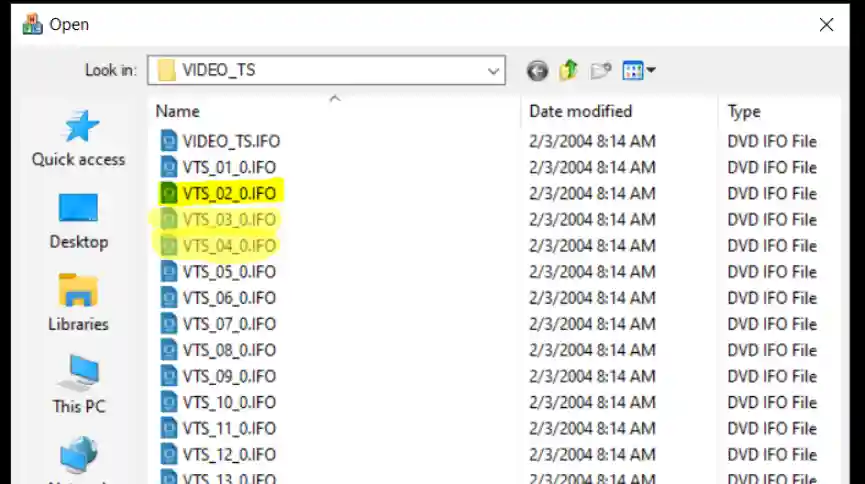 Open
Look in: VIDEO_TS
Name Date modified Type
Quick access
Desktop
Libraries
This PC
VIDEO_TS.IFO 2/3/2004 8:14 AM DVD IFO File
VTS_01_0.IFO 2/3/2004 8:14 AM DVD IFO File
VTS_02_0.IFO 2/3/2004 8:14 AM DVD IFO File
VTS_03_0.IFO 2/3/2004 8:14 AM DVD IFO File
VTS_04_0.IFO 2/3/2004 8:14 AM DVD IFO File
VTS_05_0.IFO 2/3/2004 8:14 AM DVD IFO File
VTS_06_0.IFO 2/3/2004 8:14 AM DVD IFO File
VTS_07_0.IFO 2/3/2004 8:14 AM DVD IFO File
VTS_08_0.IFO 2/3/2004 8:14 AM DVD IFO File
VTS_09_0.IFO 2/3/2004 8:14 AM DVD IFO File
VTS_10_0.IFO 2/3/2004 8:14 AM DVD IFO File
VTS_11_0.IFO 2/3/2004 8:14 AM DVD IFO File
VTS_12_0.IFO 2/3/2004 8:14 AM DVD IFO File
VTS_13_0.IFO 2/3/2004 8:14 AM DVD IFO File